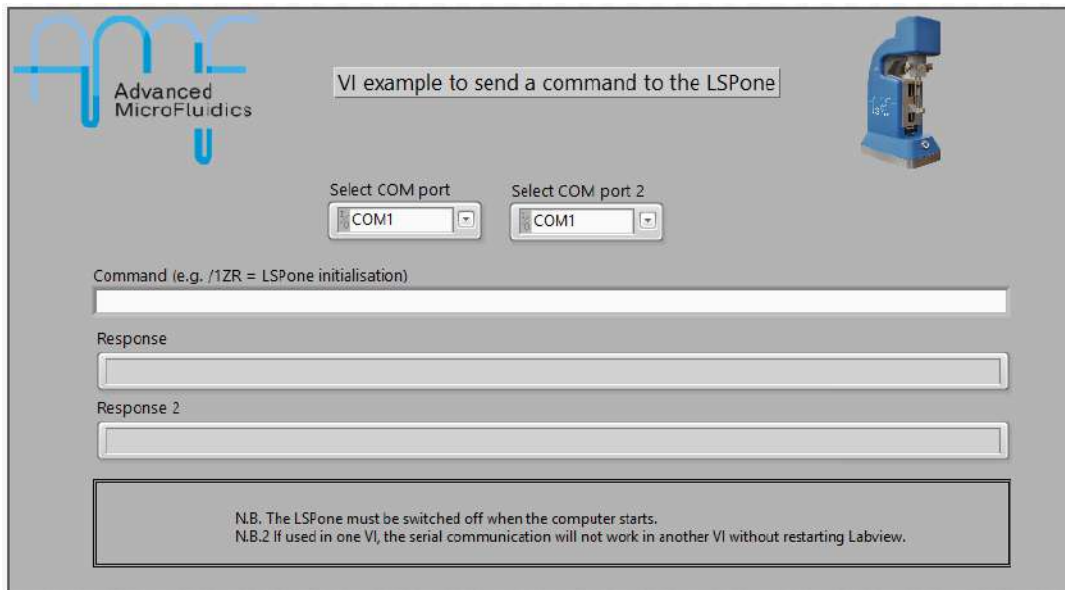 Advanced
MicroFluidics
VI example to send a command to the LSPone
Select COM port
Select COM port 2
COM1
COM1
Command (e.g. /1ZR = LSPone initialisation)
Response
Response 2
N.B. The LSPone must be switched off when the computer starts.
N.B.2 If used in one VI, the serial communication will not work in another VI without restarting Labview.